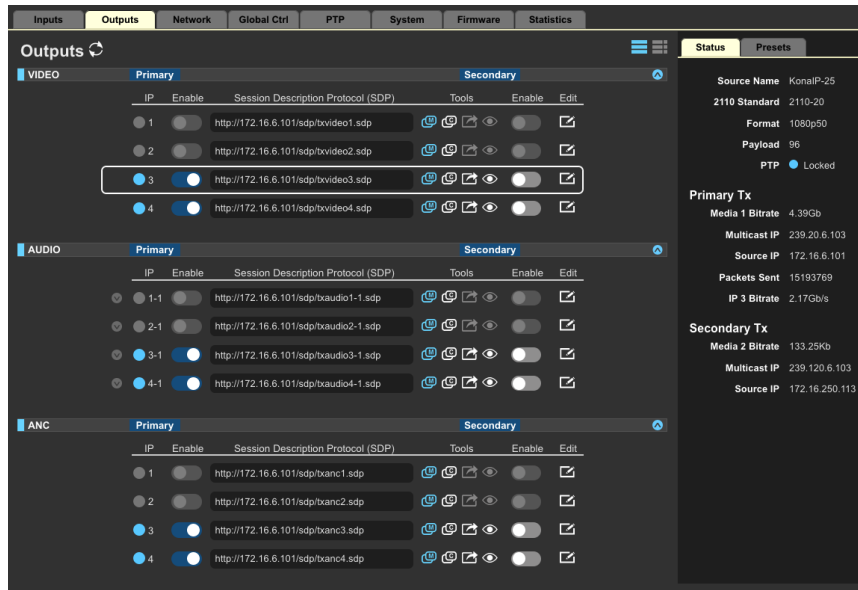 Inputs Outputs Network Global Ctrl PTP System Firmware Statistics
Outputs
VIDEO Primary Secondary
IP Enable Session Description Protocol (SDP) Tools Enable Edit
1 http://172.16.6.101/sdp/txvideo1.sdp M C
2 http://172.16.6.101/sdp/txvideo2.sdp M C
3 http://172.16.6.101/sdp/txvideo3.sdp M C
4 http://172.16.6.101/sdp/txvideo4.sdp M C
AUDIO Primary Secondary
IP Enable Session Description Protocol (SDP) Tools Enable Edit
1-1 http://172.16.6.101/sdp/txaudio1-1.sdp M C
2-1 http://172.16.6.101/sdp/txaudio2-1.sdp M C
3-1 http://172.16.6.101/sdp/txaudio3-1.sdp M C
4-1 http://172.16.6.101/sdp/txaudio4-1.sdp M C
ANC Primary Secondary
IP Enable Session Description Protocol (SDP) Tools Enable Edit
1 http://172.16.6.101/sdp/txanc1.sdp M C
2 http://172.16.6.101/sdp/txanc2.sdp M C
3 http://172.16.6.101/sdp/txanc3.sdp M C
4 http://172.16.6.101/sdp/txanc4.sdp M C
Status Presets
Source Name KonaIP-25
2110 Standard 2110-20
Format 1080p50
Payload 96
PTP Locked
Primary Tx
Media 1 Bitrate 4.39Gb
Multicast IP 239.20.6.103
Source IP 172.16.6.101
Packets Sent 15193769
IP 3 Bitrate 2.17Gb/s
Secondary Tx
Media 2 Bitrate 133.25Kb
Multicast IP 239.120.6.103
Source IP 172.16.250.113